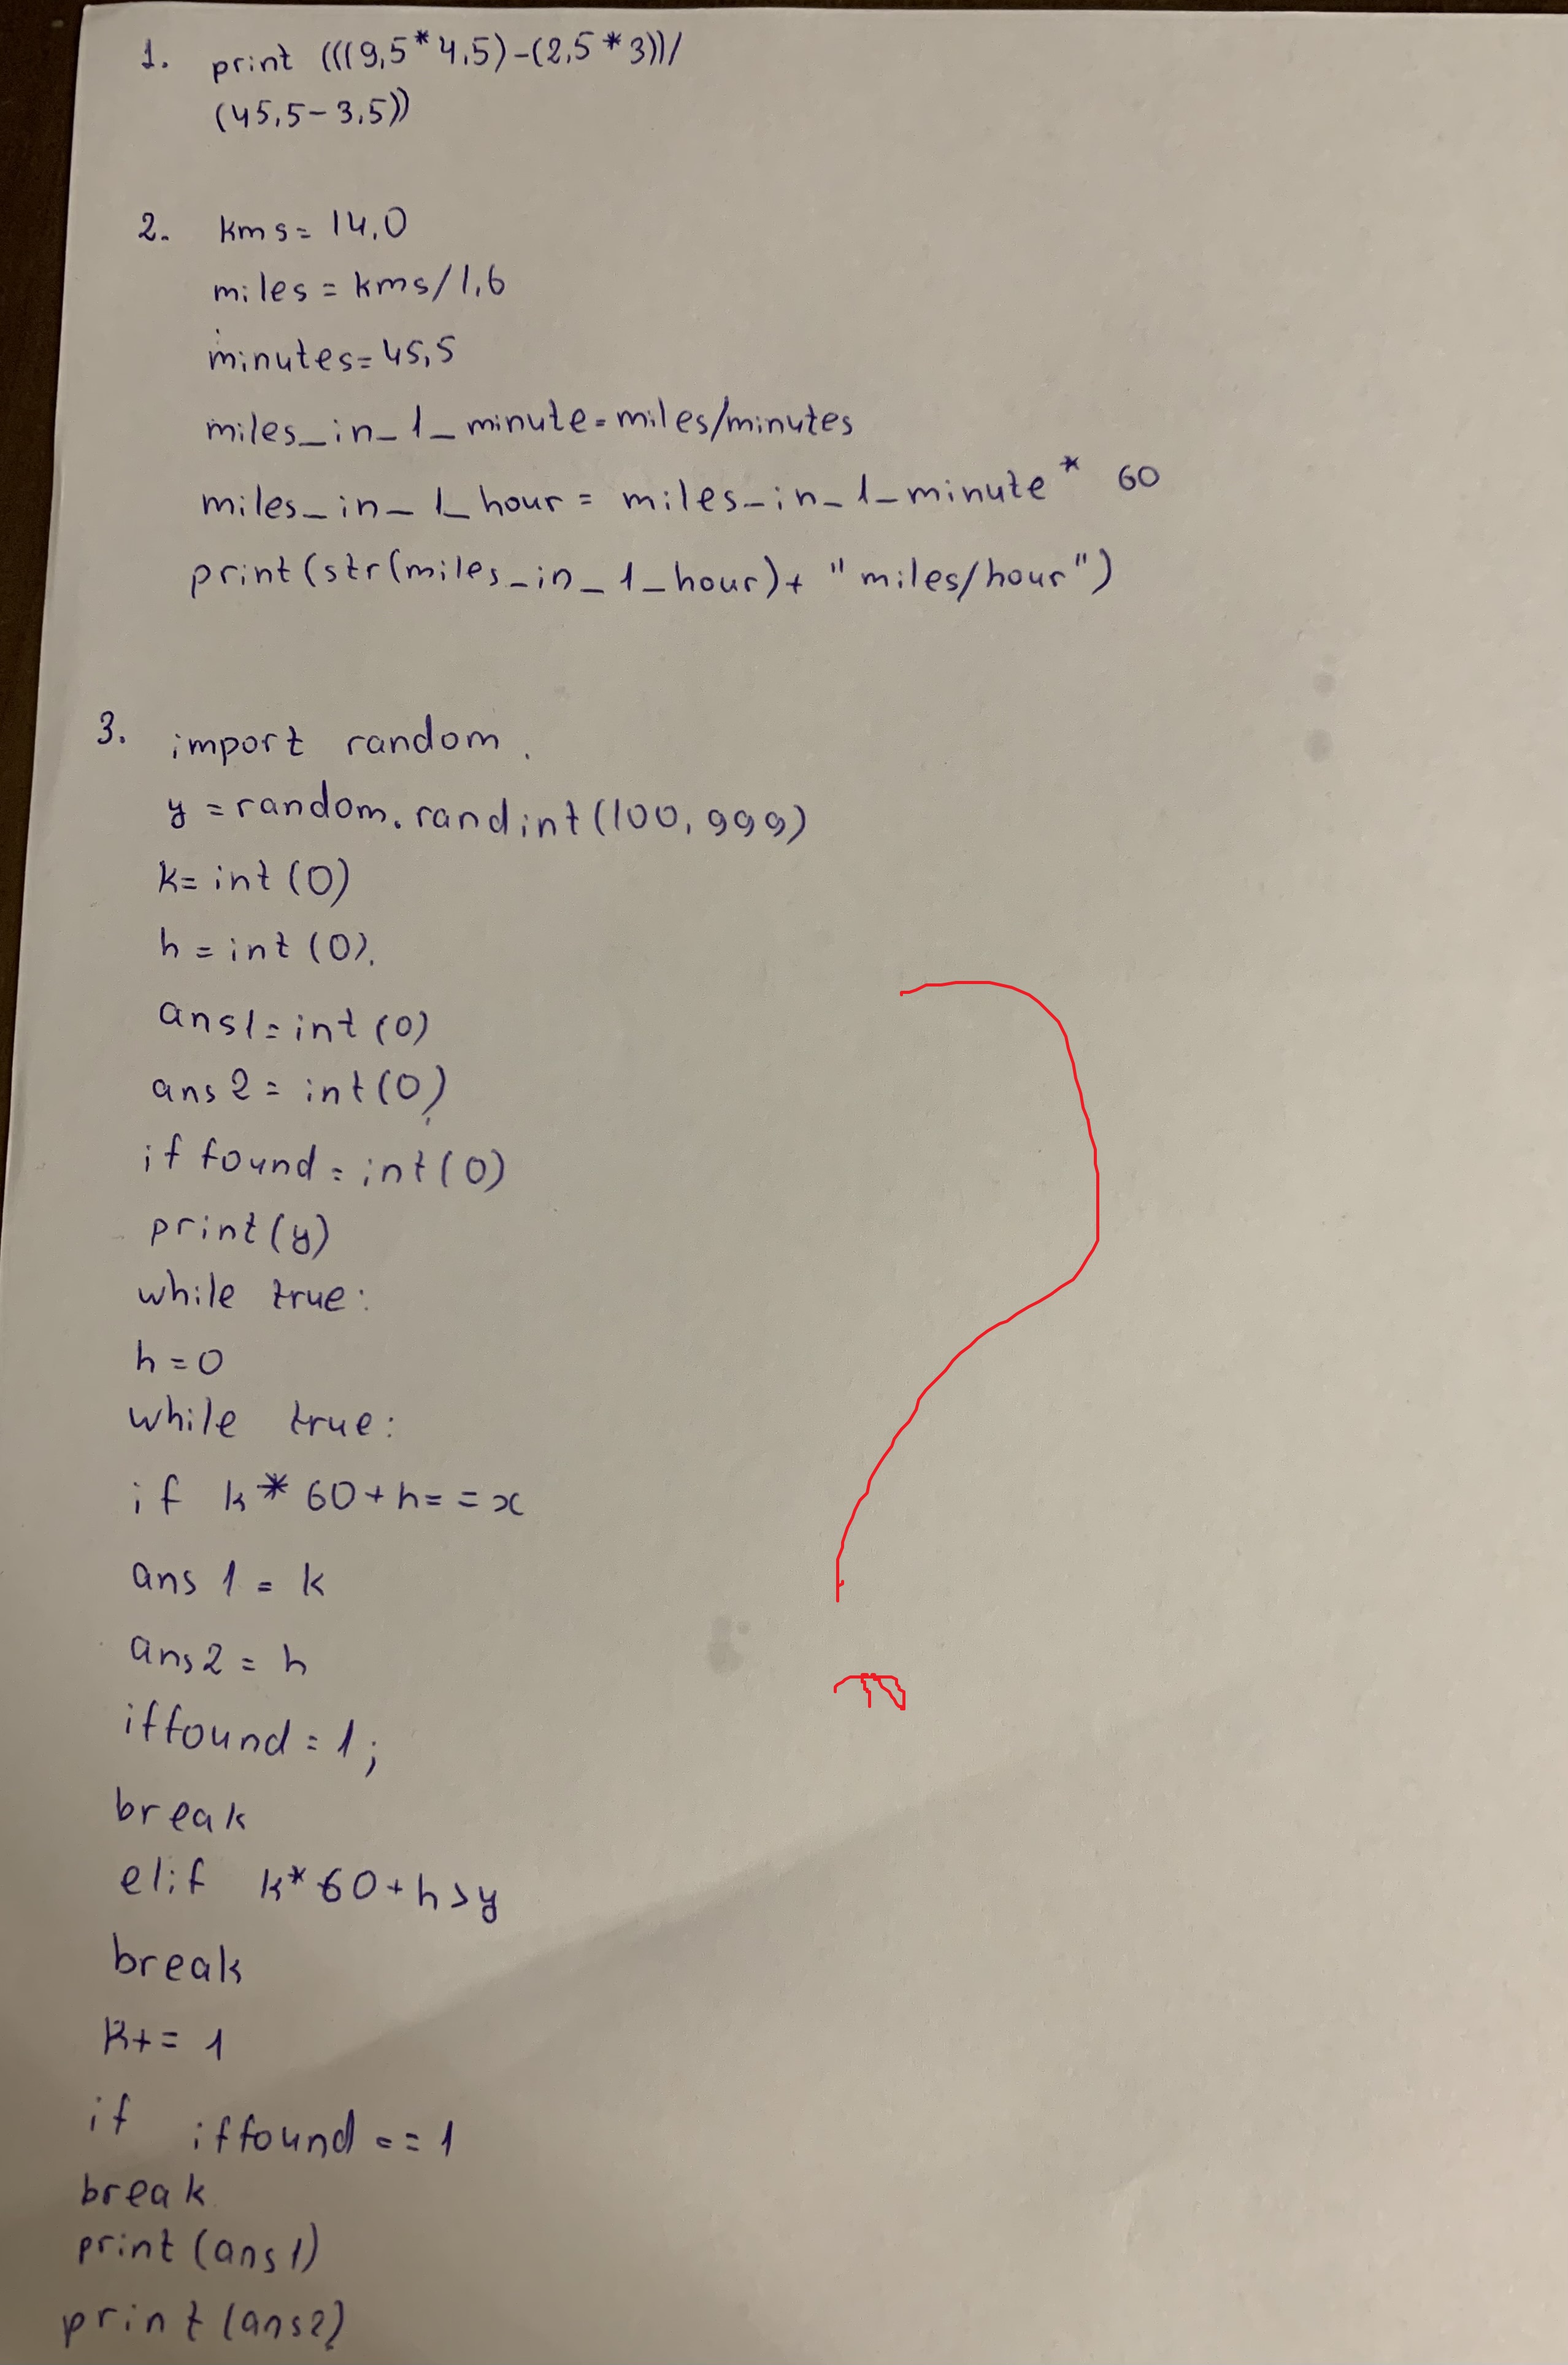 1. print (((9,5*4,5)-(2,5*3))/
(45,5-3,5))
2. kms=14,0
miles = kms/1,6
minutes=45,5
miles_in_1_minute=miles/minutes
miles_in_1_hour = miles_in_1_minute* 60
print(str(miles_in_1_hour)+ "miles/hour")
3. import random.
y =random.randint(100,999)
k= int (0)
h = int (0).
ans1=int (0)
ans2= int(0)
if found=int(0)
print(y)
while true:
h=0
while true:
if k* 60+h==x
ans 1 = k
ans2= h
iffound=1;
break
elif k*60+h>y
break
k+= 1
if iffound ==1
break
print (ans1)
print (ans2)